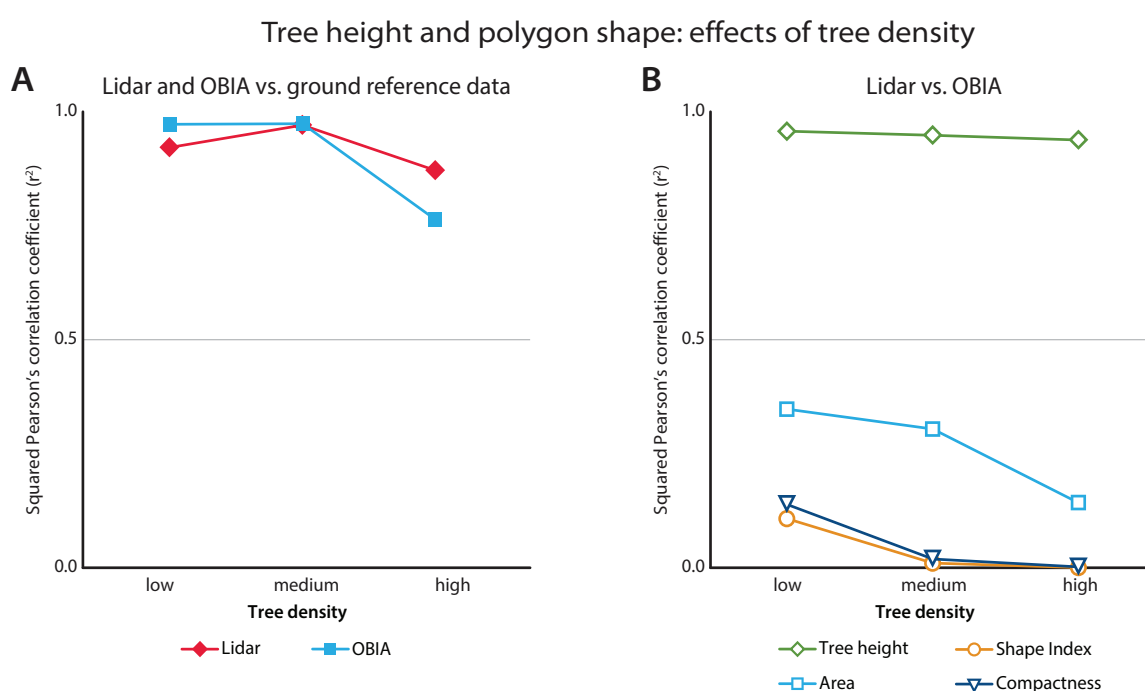 Tree height and polygon shape: effects of tree density
A
Lidar and OBIA vs. ground reference data
Squared Pearson's correlation coefficient (r²)
1.0
0.5
0.0
low medium high
Tree density
Lidar OBIA
B
Lidar vs. OBIA
Squared Pearson's correlation coefficient (r²)
1.0
0.5
0.0
low medium high
Tree density
Tree height Shape Index
Area Compactness